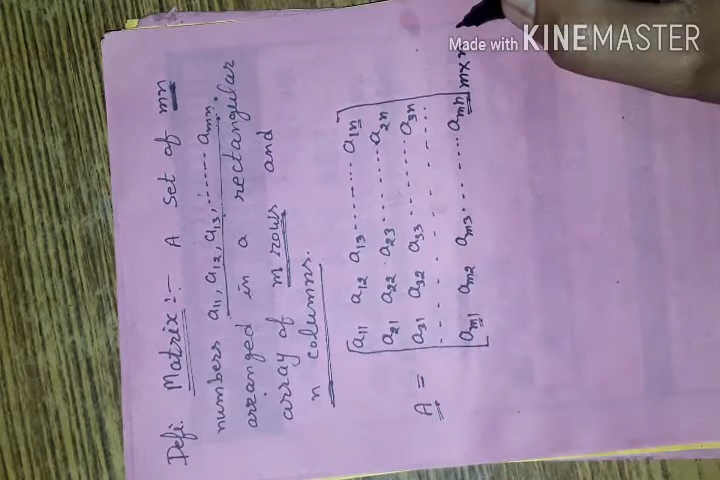 Defi. Matrix:- A set of mn
numbers a₁₁, a₁₂, a₁₃, ...... aₘₙ.
arranged in a rectangular
array of m rows and
n columns.
a₁₁ a₁₂ a₁₃ ........ a₁ₙ
a₂₁ a₂₂ a₂₃ ........ a₂ₙ
A = a₃₁ a₃₂ a₃₃ ........ a₃ₙ
aₘ₁ aₘ₂ aₘ₃ ........ aₘₙ m×n
Made with KINEMASTER